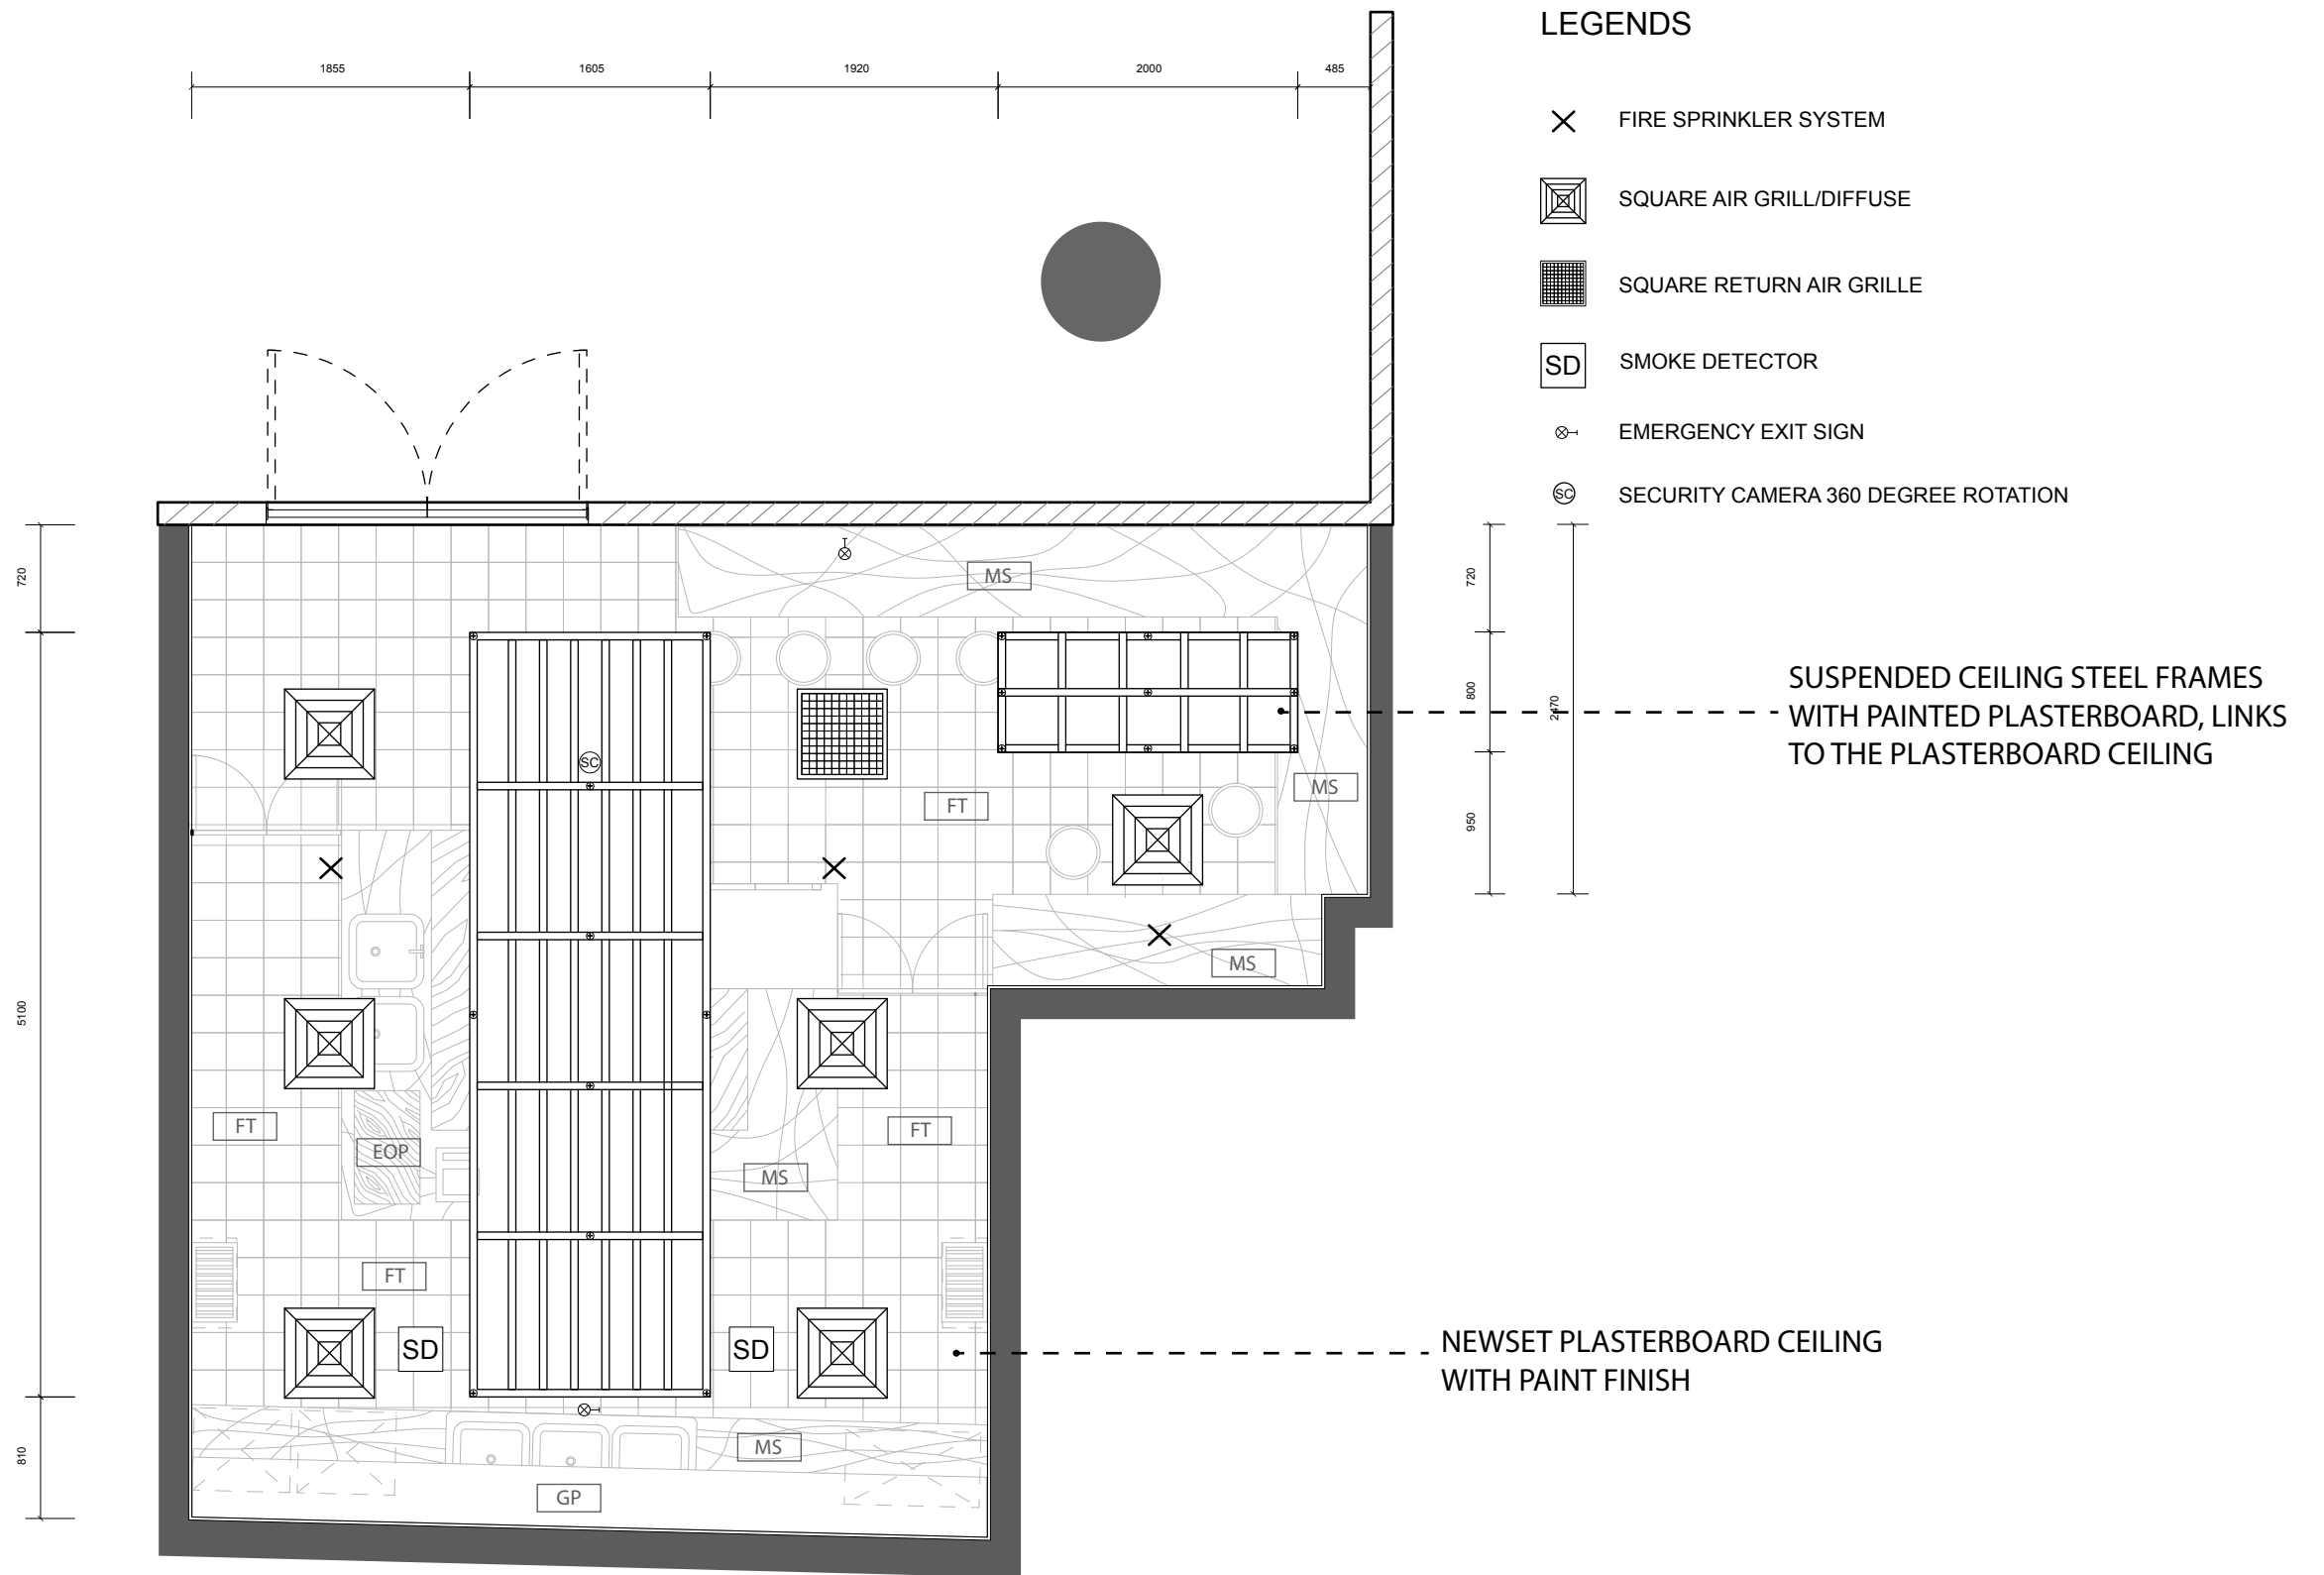 LEGENDS
1855
1605
1920
2000
485
FIRE SPRINKLER SYSTEM
SQUARE AIR GRILL/DIFFUSE
SQUARE RETURN AIR GRILLE
SD
SMOKE DETECTOR
EMERGENCY EXIT SIGN
SC
SECURITY CAMERA 360 DEGREE ROTATION
720
720
MS
800
2470
SUSPENDED CEILING STEEL FRAMES
WITH PAINTED PLASTERBOARD, LINKS
TO THE PLASTERBOARD CEILING
SC
MS
FT
950
MS
5100
FT
FT
EOP
MS
FT
SD
SD
NEWSET PLASTERBOARD CEILING
WITH PAINT FINISH
810
MS
GP